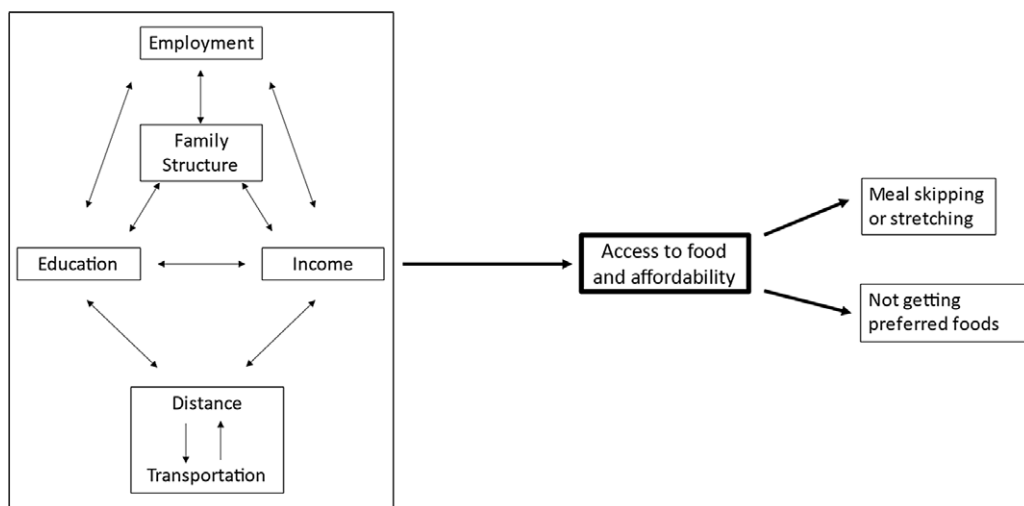 Employment
Family
Structure
Education
Income
Distance
Transportation
Access to food
and affordability
Meal skipping
or stretching
Not getting
preferred foods